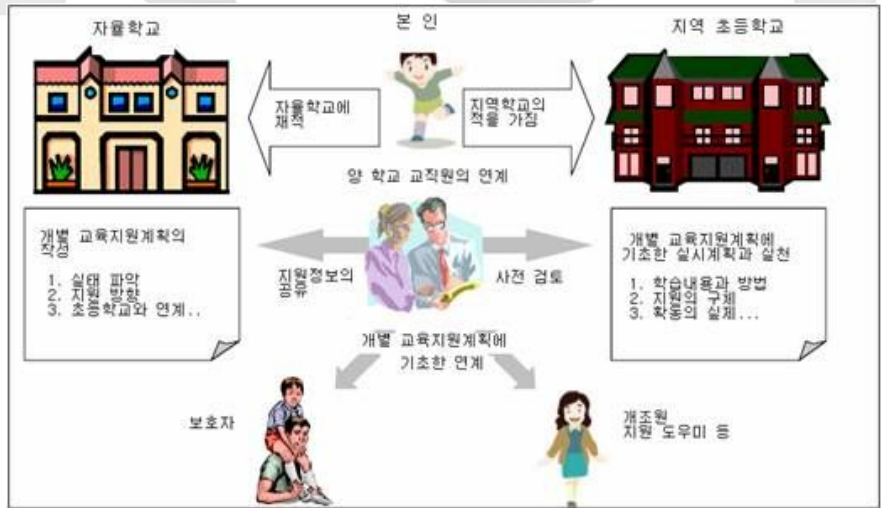 자율학교
본 인
지역 초등학교
자율학교에
재적
지역학교의
적을 가짐
양 학교 교직원의 연계
개별 교육지원계획의
작성
1. 실태 파악
2. 지원 방향
3. 초등학교와 연계..
지원정보의
공유
사전 검토
개별 교육지원계획에
기초한 실시계획과 실천
1. 학습내용과 방법
2. 지원의 구체
3. 확동의 실제...
개별 교육지원계획에
기초한 연계
보호자
개조원
지원 도우미 등